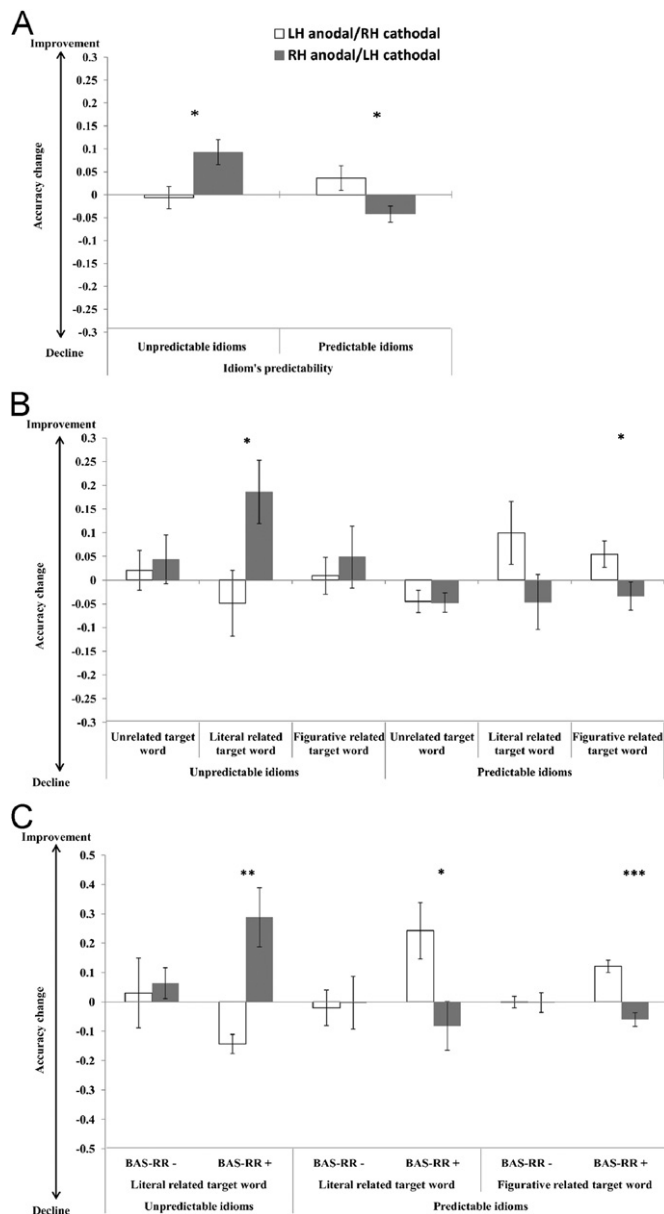 A
LH anodal/RH cathodal
RH anodal/LH cathodal
Improvement
0.3
0.25
0.2
0.15
0.1
0.05
0
-0.05
-0.1
-0.15
-0.2
-0.25
-0.3
Accuracy change
* *
Unpredictable idioms Predictable idioms
Decline
Idiom's predictability
B
Improvement
0.3
0.25
0.2
0.15
0.1
0.05
0
-0.05
-0.1
-0.15
-0.2
-0.25
-0.3
Accuracy change
* *
Unrelated target word Literal related target word Figurative related target word Unrelated target word Literal related target word Figurative related target word
Unpredictable idioms Predictable idioms
Decline
C
Improvement
0.5
0.4
0.3
0.2
0.1
0
-0.1
-0.2
-0.3
-0.4
-0.5
Accuracy change
** * ***
BAS-RR - BAS-RR + BAS-RR - BAS-RR + BAS-RR - BAS-RR +
Literal related target word Literal related target word Figurative related target word
Unpredictable idioms Predictable idioms
Decline